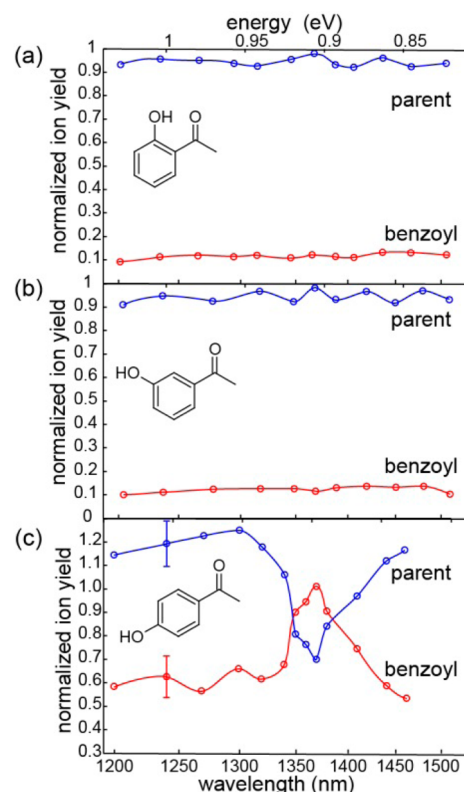 energy (eV)
1 0.95 0.9 0.85
(a)
normalized ion yield
1
0.9
0.8
0.7
0.6
0.5
0.4
0.3
0.2
0.1
parent
OH
O
benzoyl
(b)
normalized ion yield
1
0.9
0.8
0.7
0.6
0.5
0.4
0.3
0.2
0.1
0
parent
HO
O
benzoyl
(c)
normalized ion yield
1.2
1.1
1.0
0.9
0.8
0.7
0.6
0.5
0.4
0.3
parent
O
HO
benzoyl
1200 1250 1300 1350 1400 1450 1500
wavelength (nm)